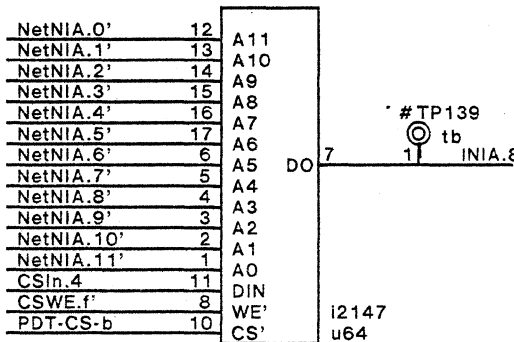 NetNIA.0' 12 A11
NetNIA.1' 13 A10
NetNIA.2' 14 A9
NetNIA.3' 15 A8
NetNIA.4' 16 A7
NetNIA.5' 17 A6
NetNIA.6' 6 A5 DO 7 1 INIA.8
NetNIA.7' 5 A4
NetNIA.8' 4 A3
NetNIA.9' 3 A2
NetNIA.10' 2 A1
NetNIA.11' 1 A0
CSIn.4 11 DIN
CSWE.f' 8 WE' i2147
PDT-CS-b 10 CS' u64
#TP139
tb